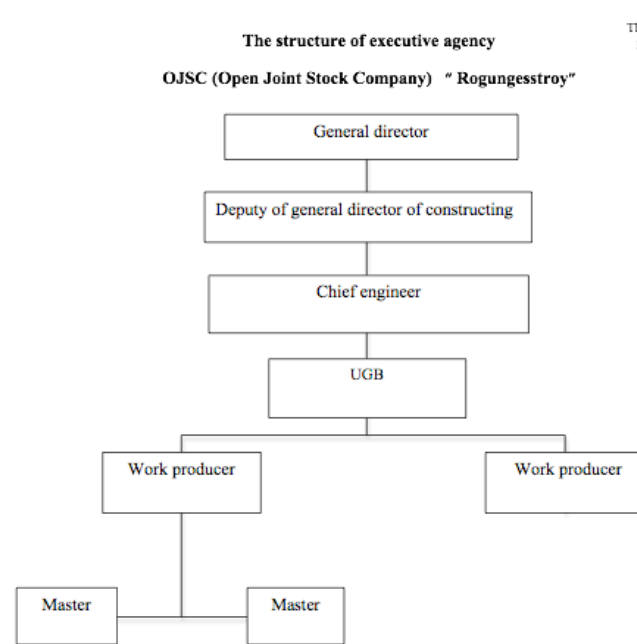 The structure of executive agency
OJSC (Open Joint Stock Company) “ Rogungesstroy”
General director
Deputy of general director of constructing
Chief engineer
UGB
Work producer
Work producer
Master
Master